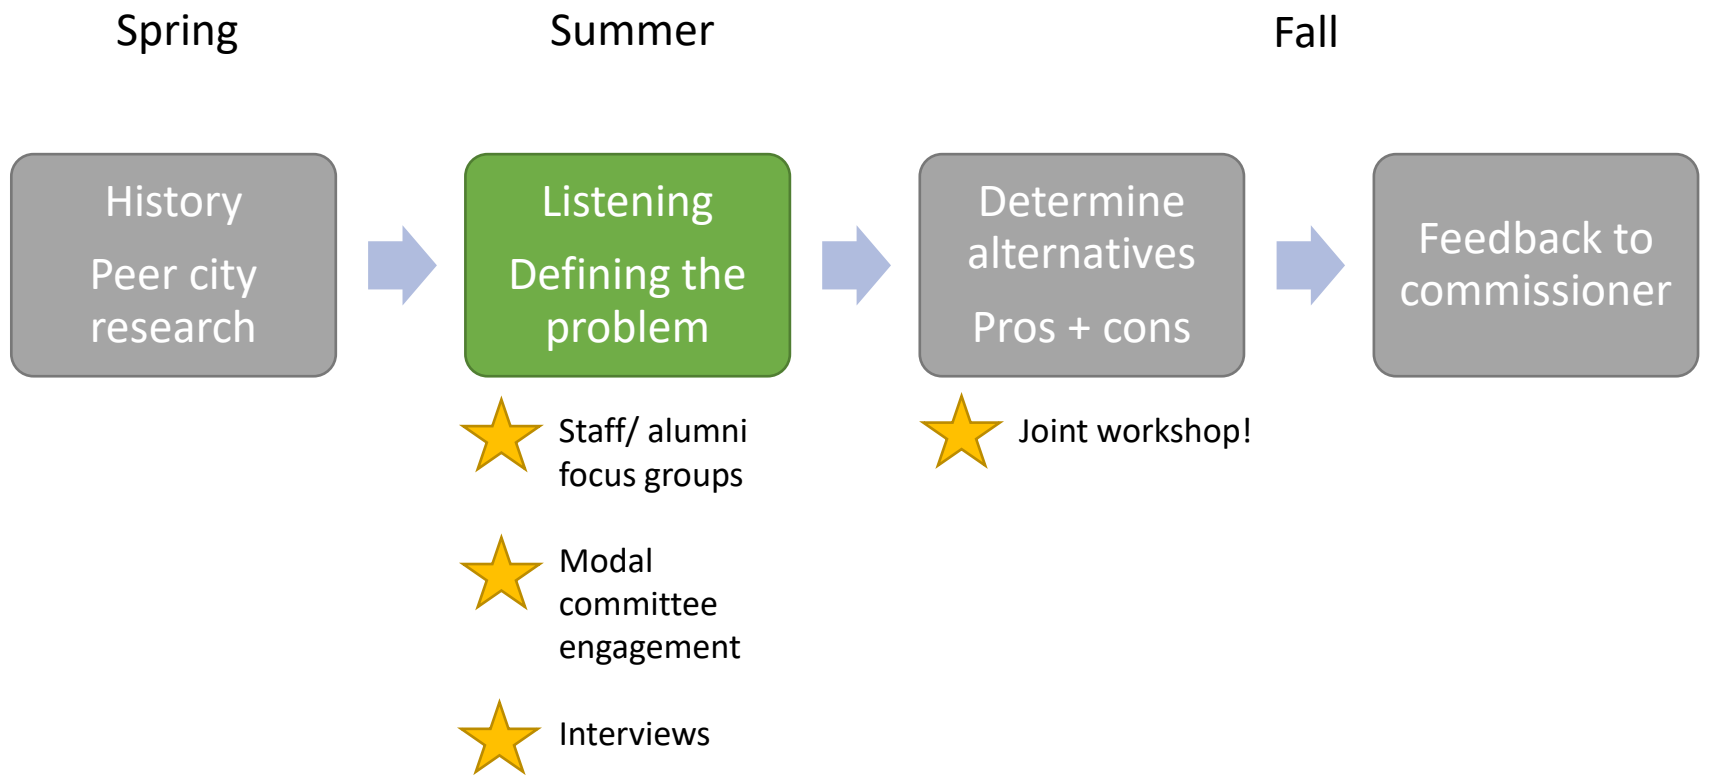 Spring
Summer
Fall
History
Peer city
research
Listening
Defining the
problem
Determine
alternatives
Pros + cons
Feedback to
commissioner
Staff/ alumni
focus groups
Modal
committee
engagement
Interviews
Joint workshop!